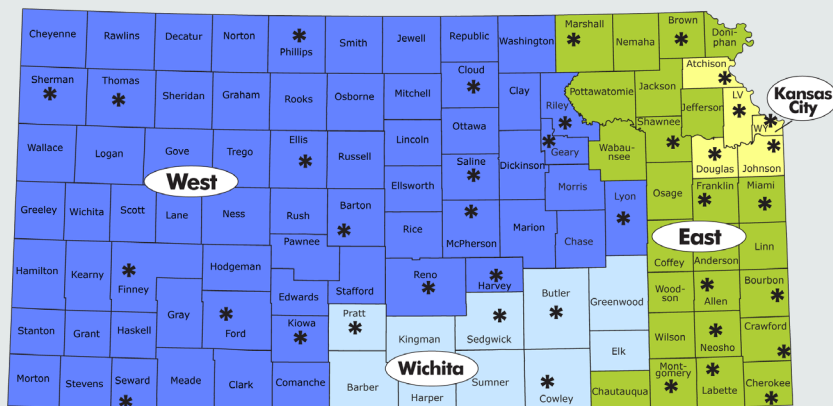 Cheyenne
Rawlins
Decatur
Norton
Phillips
Smith
Jewell
Republic
Washington
Marshall
Nemaha
Brown
Doni-
phan
Sherman
Thomas
Sheridan
Graham
Rooks
Osborne
Mitchell
Cloud
Clay
Riley
Pottawatomie
Jackson
Atchison
Jefferson
LV
Kansas
City
WY
Wallace
Logan
Gove
Trego
Ellis
Russell
Lincoln
Ottawa
Saline
Dickinson
Geary
Wabau-
nsee
Shawnee
Douglas
Johnson
West
Ellsworth
Morris
Lyon
Osage
Franklin
Miami
Greeley
Wichita
Scott
Lane
Ness
Rush
Barton
Rice
McPherson
Marion
Chase
East
Coffey
Anderson
Linn
Hamilton
Kearny
Finney
Hodgeman
Pawnee
Edwards
Stafford
Reno
Harvey
Butler
Greenwood
Wood-
son
Allen
Bourbon
Stanton
Grant
Haskell
Gray
Ford
Kiowa
Pratt
Kingman
Sedgwick
Elk
Wilson
Neosho
Crawford
Morton
Stevens
Seward
Meade
Clark
Comanche
Barber
Wichita
Harper
Sumner
Cowley
Chautauqua
Mont-
gomery
Labette
Cherokee